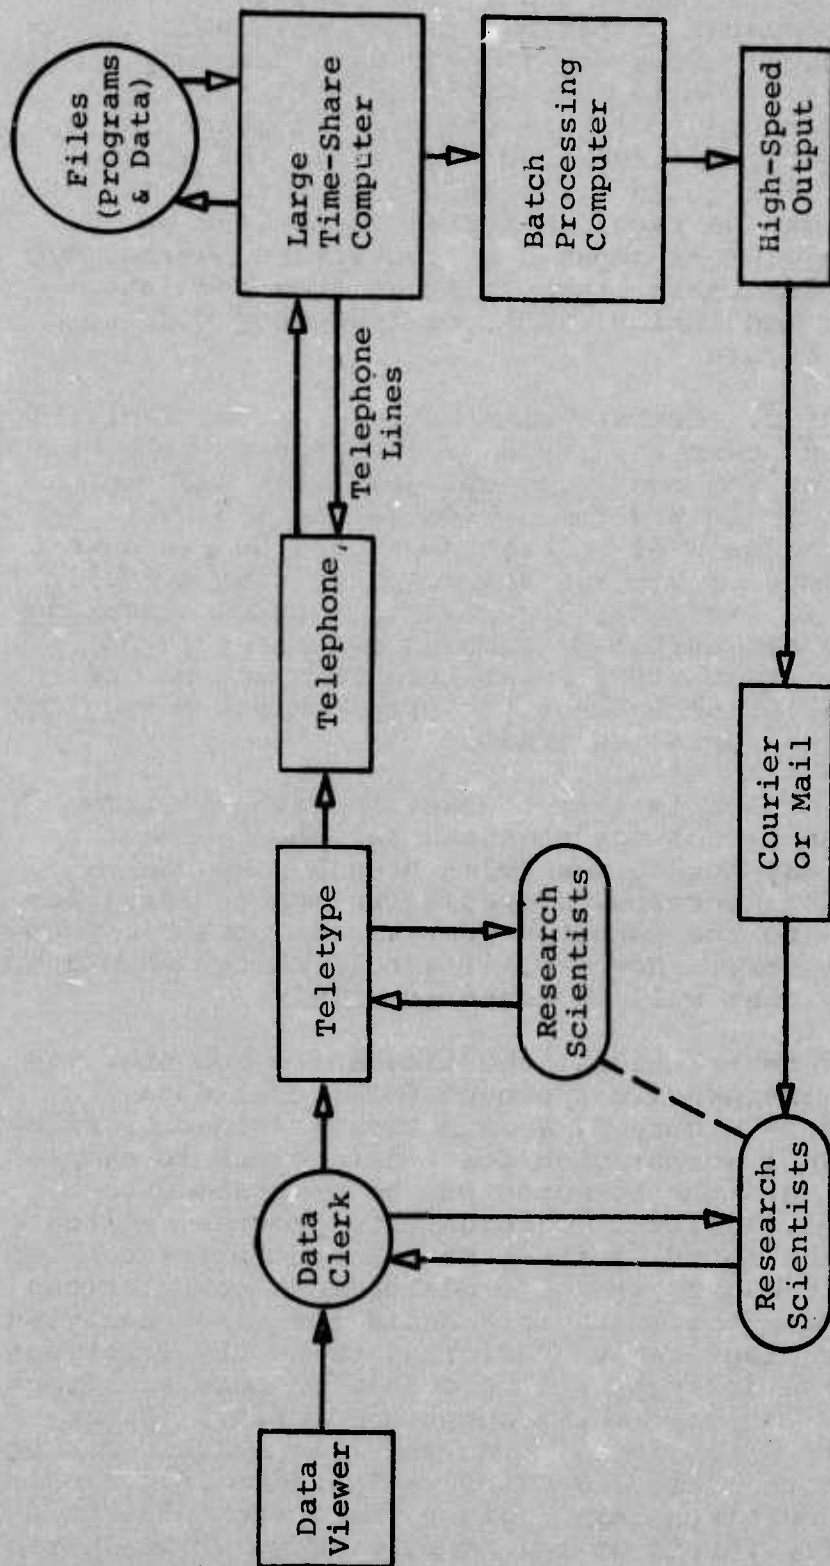 Data
Viewer
Data
Clerk
Teletype
Telephone,
Telephone
Lines
Large
Time-Share
Computer
Files
(Programs
& Data)
Research
Scientists
Batch
Processing
Computer
Research
Scientists
Courier
or Mail
High-Speed
Output